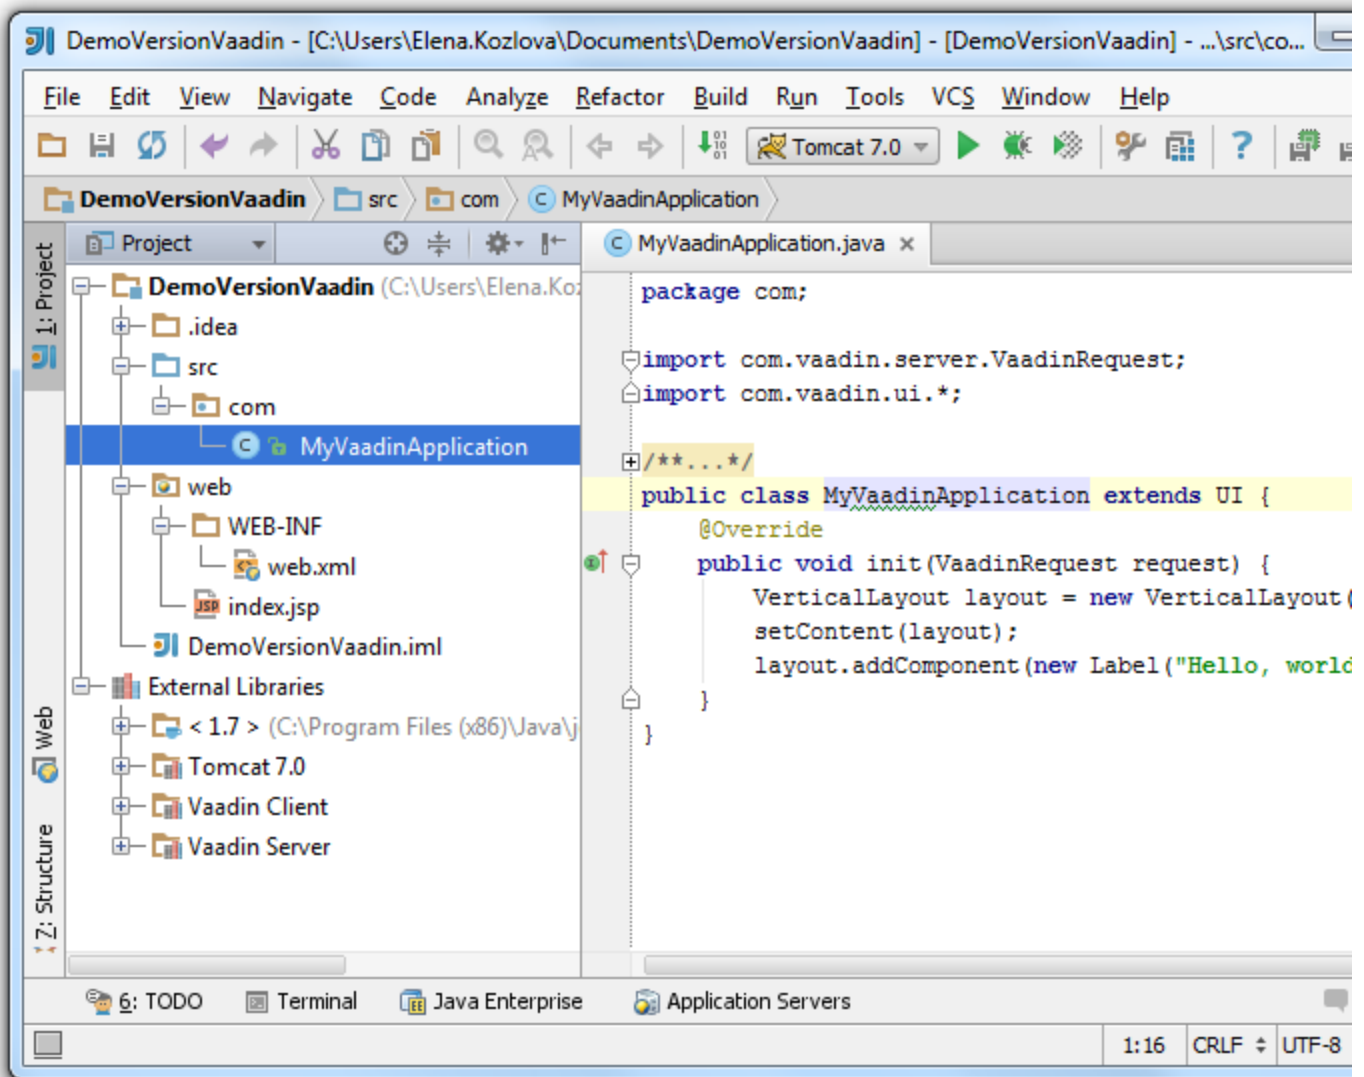 DemoVersionVaadin - [C:\Users\Elena.Kozlova\Documents\DemoVersionVaadin] - [DemoVersionVaadin] - ...\src\co...
File Edit View Navigate Code Analyze Refactor Build Run Tools VCS Window Help
Tomcat 7.0
DemoVersionVaadin src com MyVaadinApplication
1: Project
Web
7: Structure
Project
DemoVersionVaadin (C:\Users\Elena.Koz
.idea
src
com
MyVaadinApplication
web
WEB-INF
web.xml
index.jsp
DemoVersionVaadin.iml
External Libraries
< 1.7 > (C:\Program Files (x86)\Java\j
Tomcat 7.0
Vaadin Client
Vaadin Server
MyVaadinApplication.java
package com;
import com.vaadin.server.VaadinRequest;
import com.vaadin.ui.*;
/**...*/
public class MyVaadinApplication extends UI {
@Override
public void init(VaadinRequest request) {
VerticalLayout layout = new VerticalLayout(
setContent(layout);
layout.addComponent(new Label("Hello, world
}
}
6: TODO Terminal Java Enterprise Application Servers
1:16 CRLF UTF-8